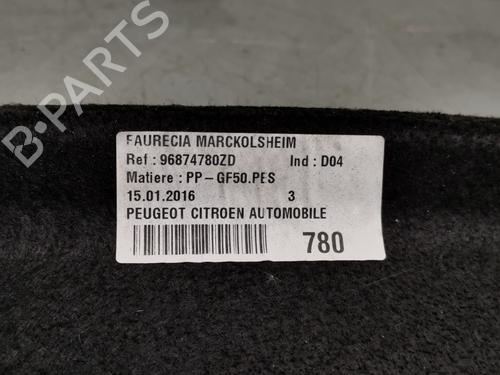 FAURECIA MARCKOLSHEIM
Ref : 96874780ZD Ind : D04
Matiere : PP-GF50.PES
15.01.2016 3
PEUGEOT CITROEN AUTOMOBILE
780
B-PARTS